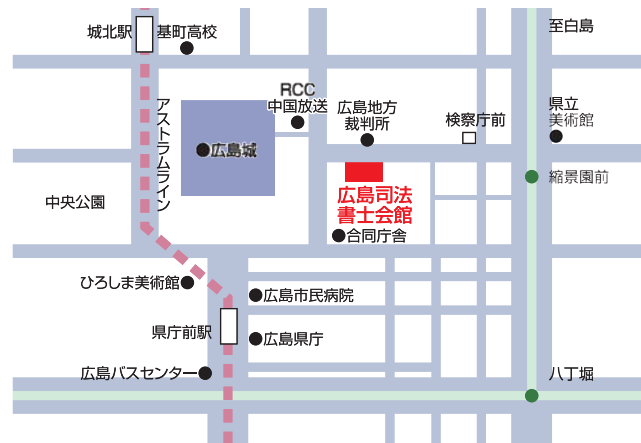 城北駅
基町高校
至白島
RCC
中国放送
広島地方
裁判所
検察庁前
県立
美術館
アストラムライン
広島城
縮景園前
広島司法
書士会館
中央公園
合同庁舎
ひろしま美術館
広島市民病院
県庁前駅
広島県庁
広島バスセンター
八丁堀